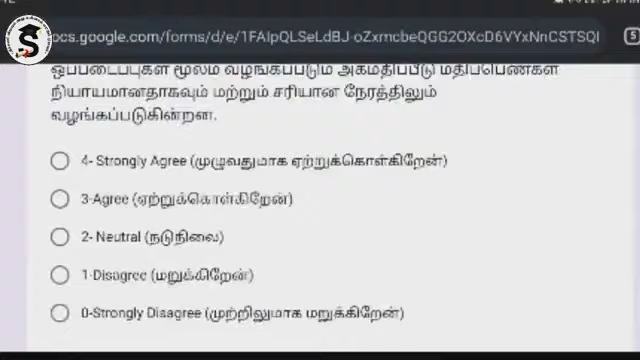 ocs.google.com/forms/d/e/1FAIpQLSeLdBJ-oZxmcbeQGG2OXcD6VYxNnCSTSQI
ஒப்படைப்புகள் மூலம் வழங்கப்படும் அகமதிப்பீடு மதிப்பெண்கள்
நியாயமானதாகவும் மற்றும் சரியான நேரத்திலும்
வழங்கப்படுகின்றன.
4- Strongly Agree (முழுவதுமாக ஏற்றுக்கொள்கிறேன்)
3-Agree (ஏற்றுக்கொள்கிறேன்)
2- Neutral (நடுநிலை)
1-Disagree (மறுக்கிறேன்)
0-Strongly Disagree (முற்றிலுமாக மறுக்கிறேன்)